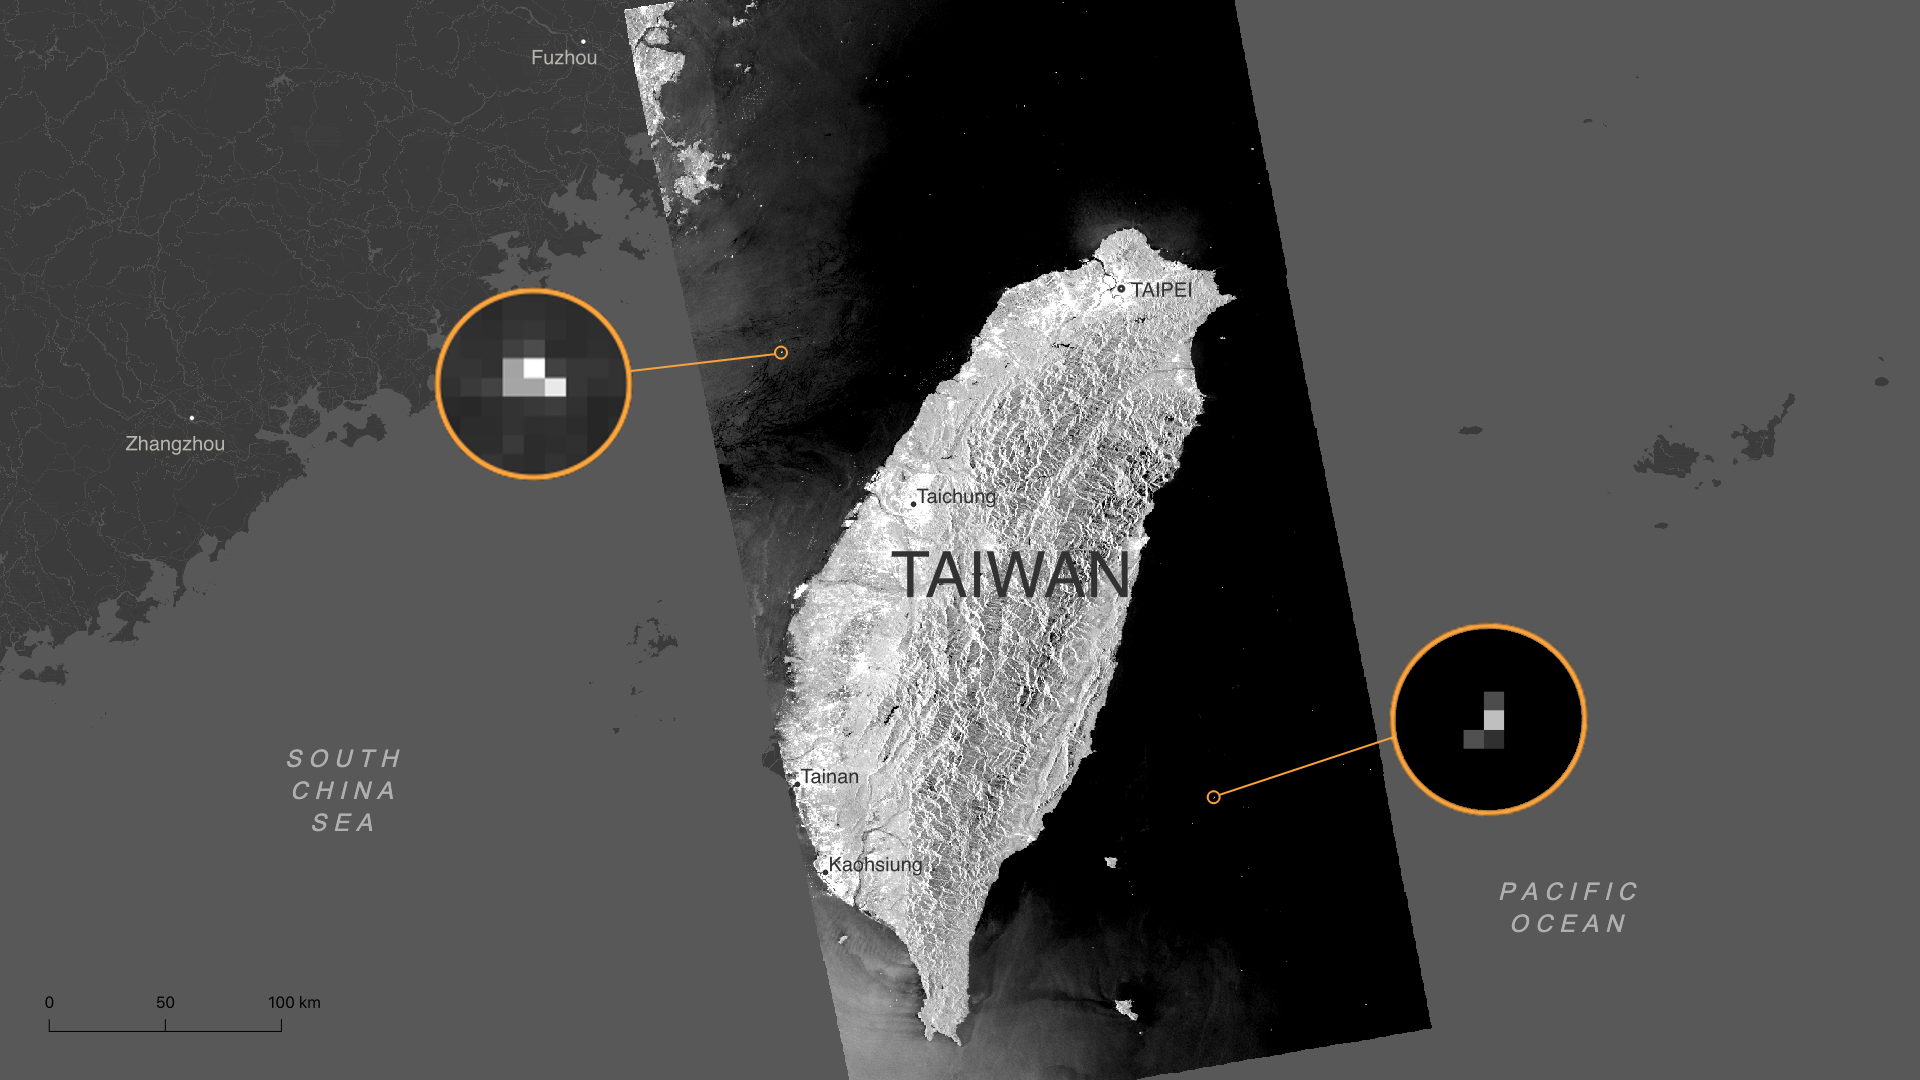 Fuzhou
TAIPEI
Zhangzhou
Taichung
TAIWAN
SOUTH
CHINA
SEA
Tainan
Kaohsiung
PACIFIC
OCEAN
0 50 100 km